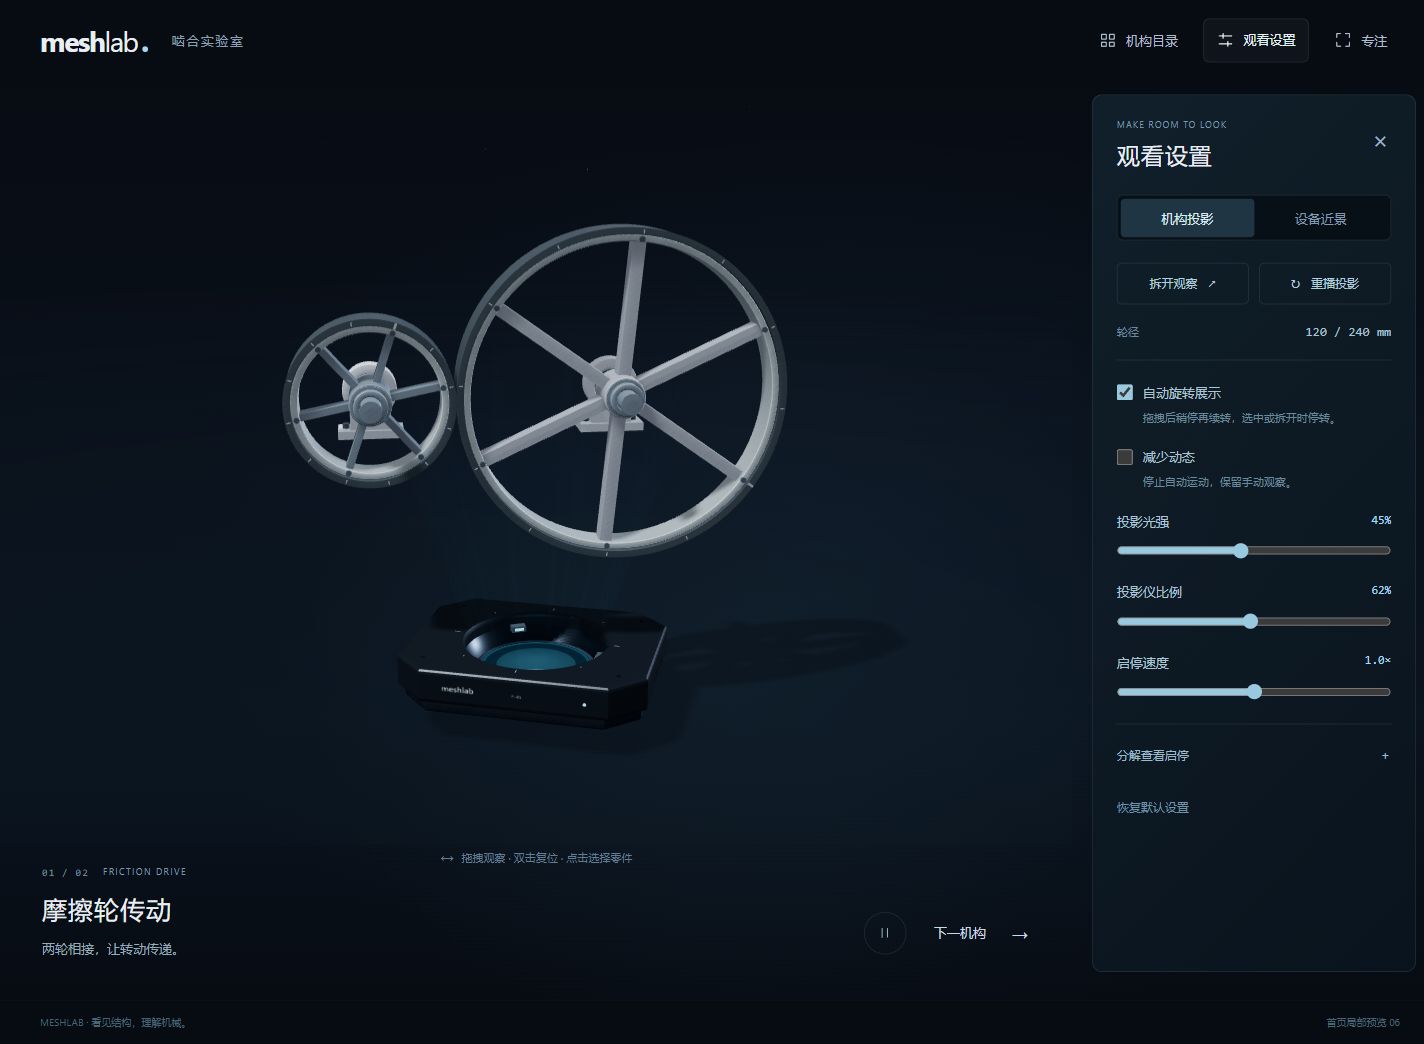 meshlab. 啮合实验室
机构目录
观看设置
专注
MAKE ROOM TO LOOK
观看设置
机构投影
设备近景
拆开观察 ↗
↻ 重播投影
轮径 120 / 240 mm
自动旋转展示
拖拽后稍停再续转，选中或拆开时停转。
减少动态
停止自动运动，保留手动观察。
投影光强 45%
投影仪比例 62%
启停速度 1.0×
分解查看启停 +
恢复默认设置
meshlab
↔ 拖拽观察 · 双击复位 · 点击选择零件
01 / 02 FRICTION DRIVE
摩擦轮传动
两轮相接，让转动传递。
下一机构 →
MESHLAB · 看见结构，理解机械。
首页局部预览 06